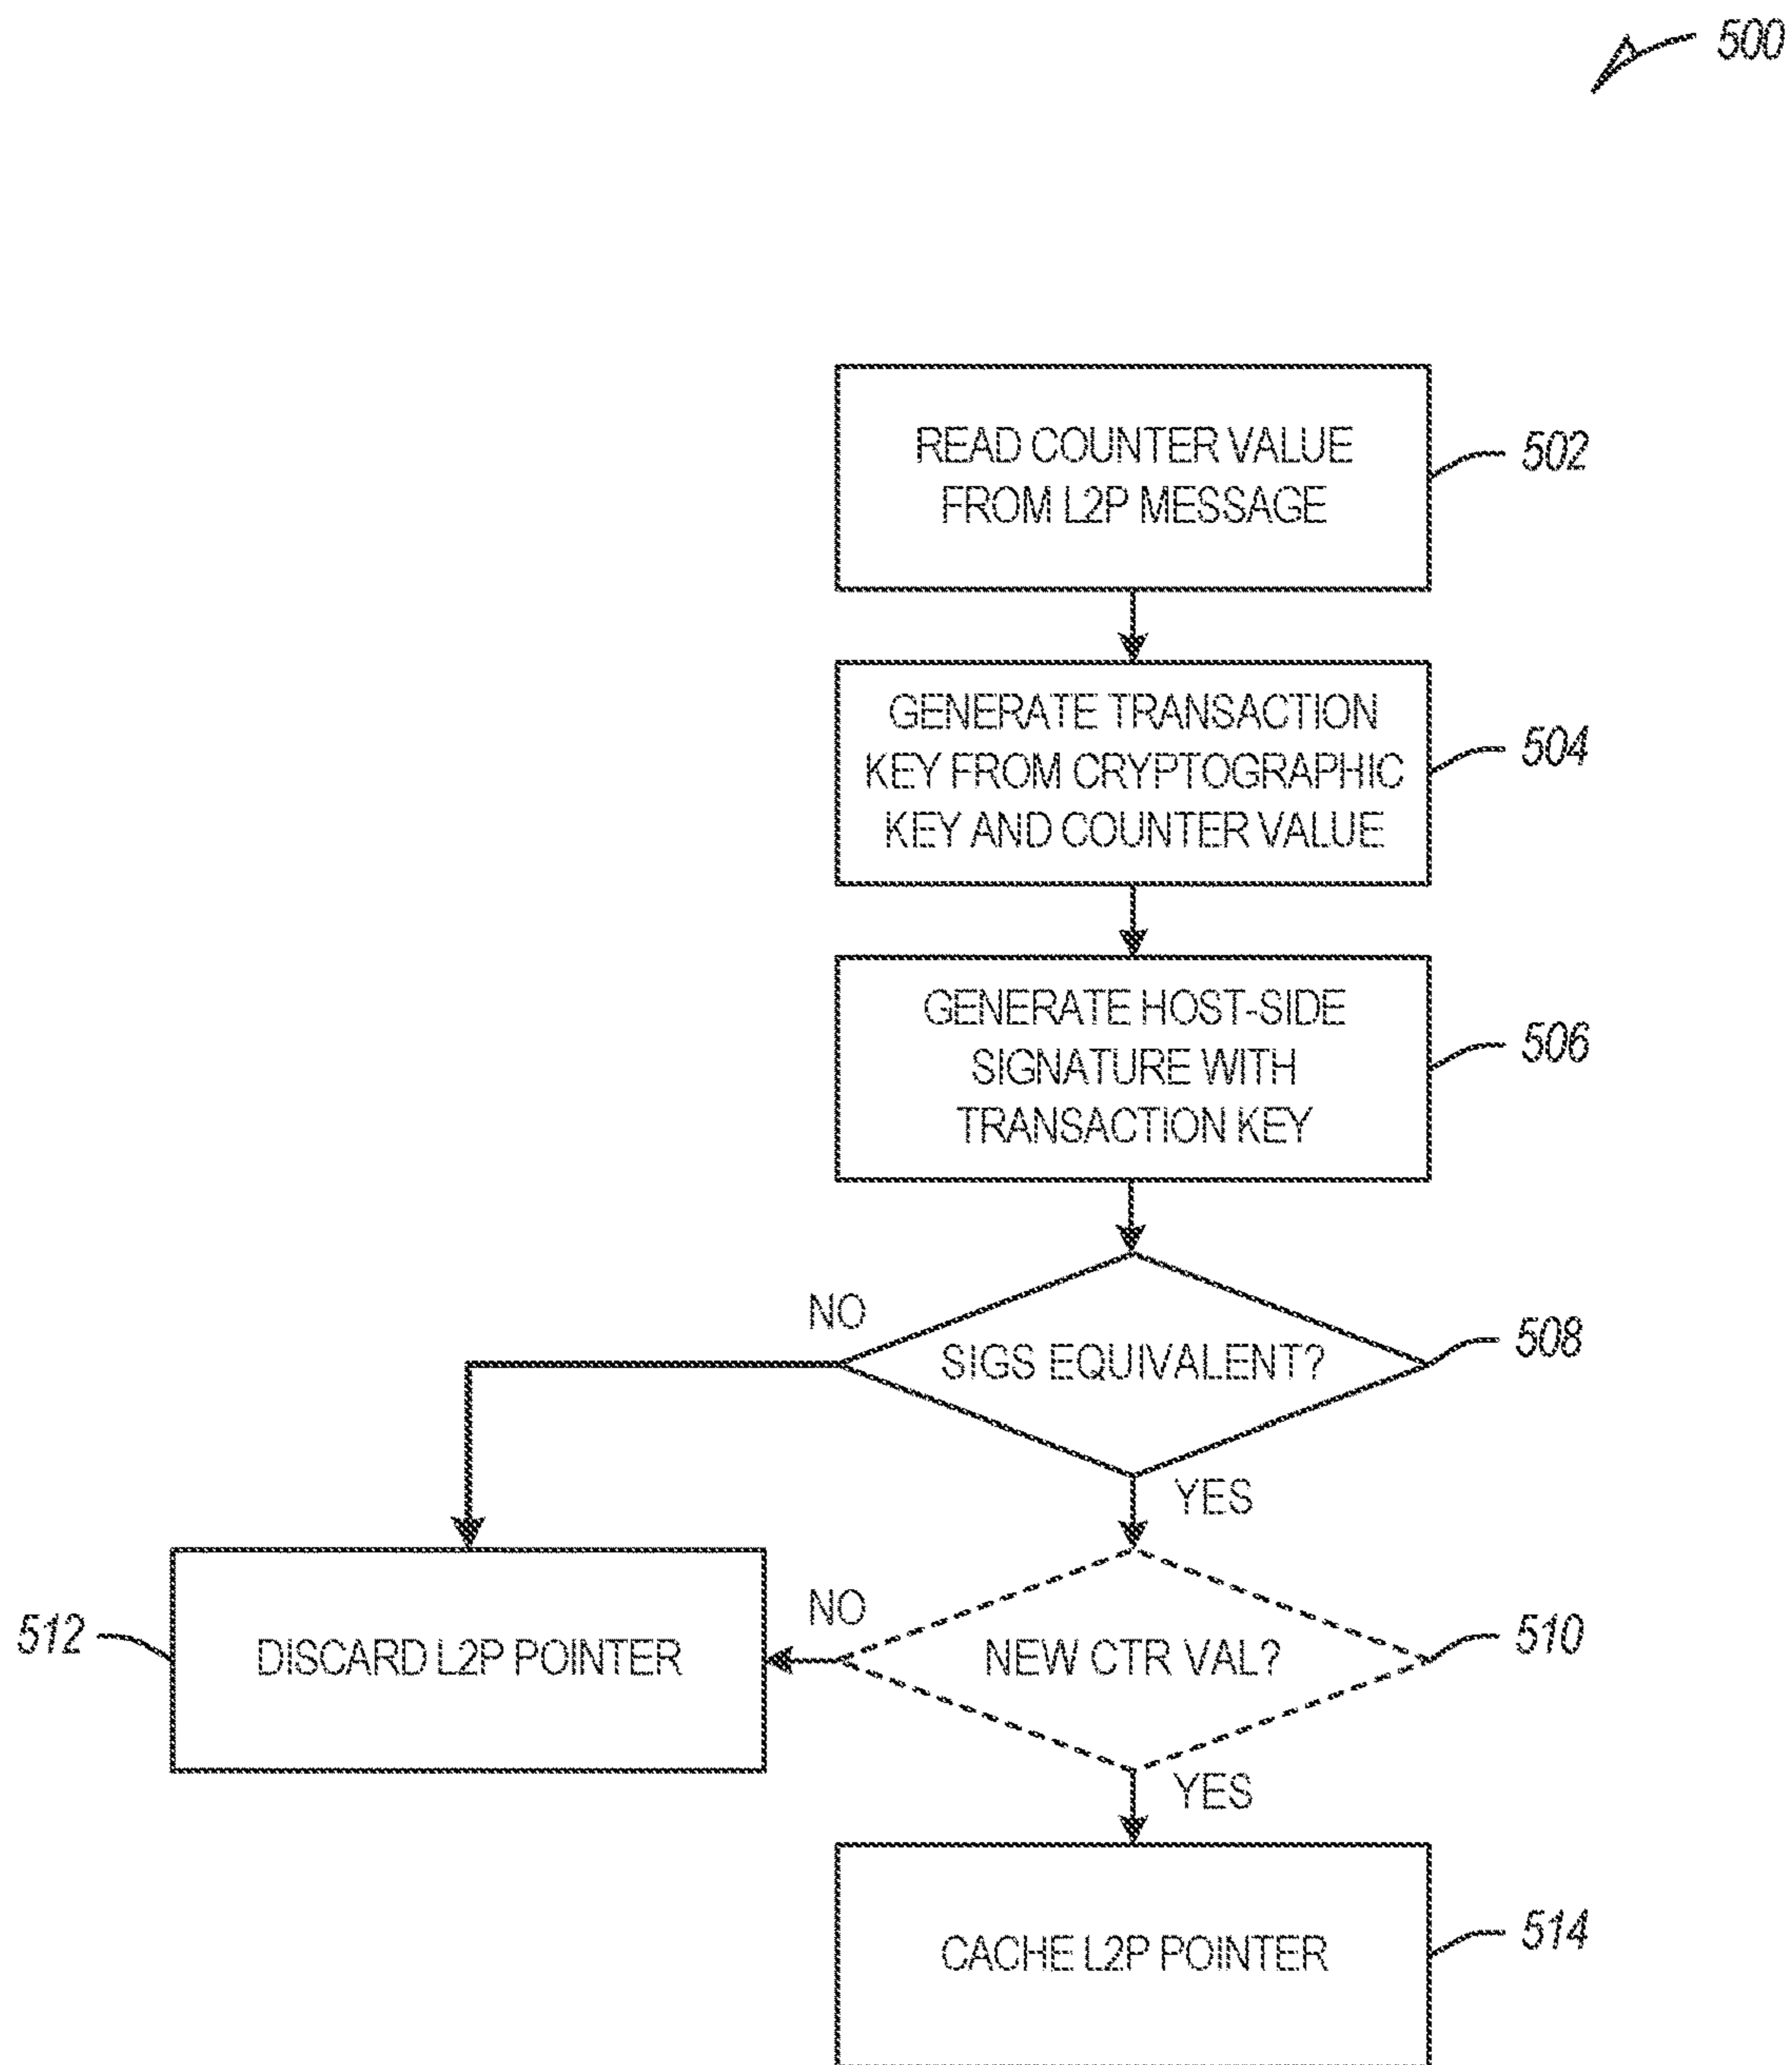 500
READ COUNTER VALUE
FROM L2P MESSAGE
502
GENERATE TRANSACTION
KEY FROM CRYPTOGRAPHIC
KEY AND COUNTER VALUE
504
GENERATE HOST-SIDE
SIGNATURE WITH
TRANSACTION KEY
506
NO
SIGS EQUIVALENT?
508
YES
512
DISCARD L2P POINTER
NO
NEW CTR VAL?
510
YES
CACHE L2P POINTER
514